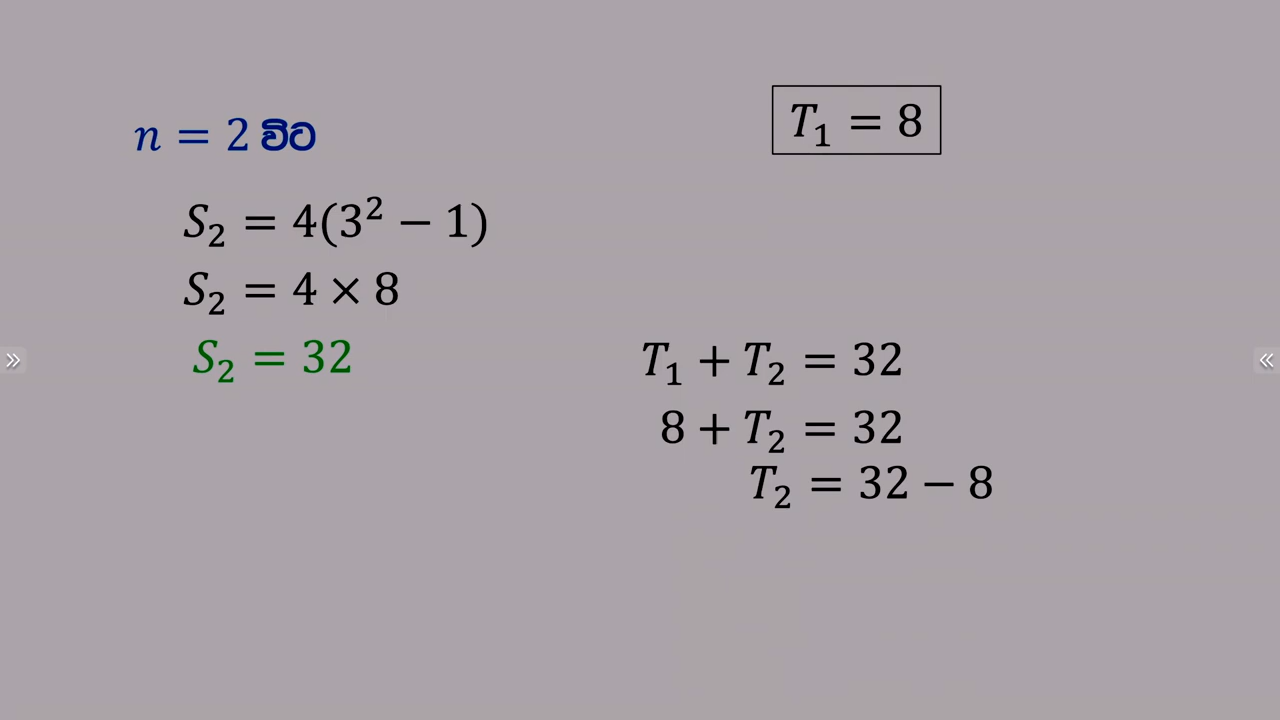 n = 2 විට
S₂ = 4(3² − 1)
S₂ = 4 × 8
S₂ = 32
T₁ = 8
T₁ + T₂ = 32
8 + T₂ = 32
T₂ = 32 − 8